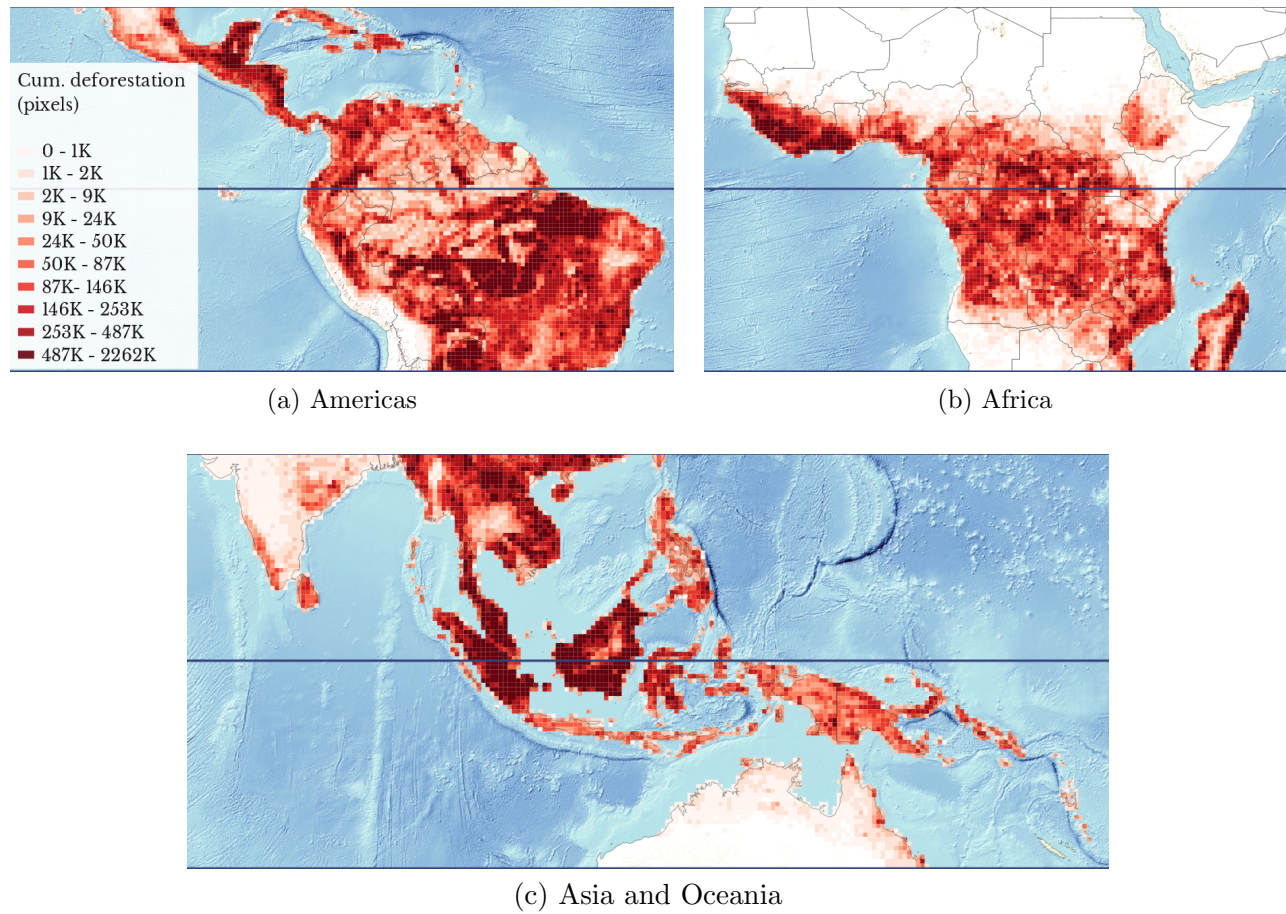 Cum. deforestation
(pixels)
0 - 1K
1K - 2K
2K - 9K
9K - 24K
24K - 50K
50K - 87K
87K- 146K
146K - 253K
253K - 487K
487K - 2262K
(a) Americas
(b) Africa
(c) Asia and Oceania